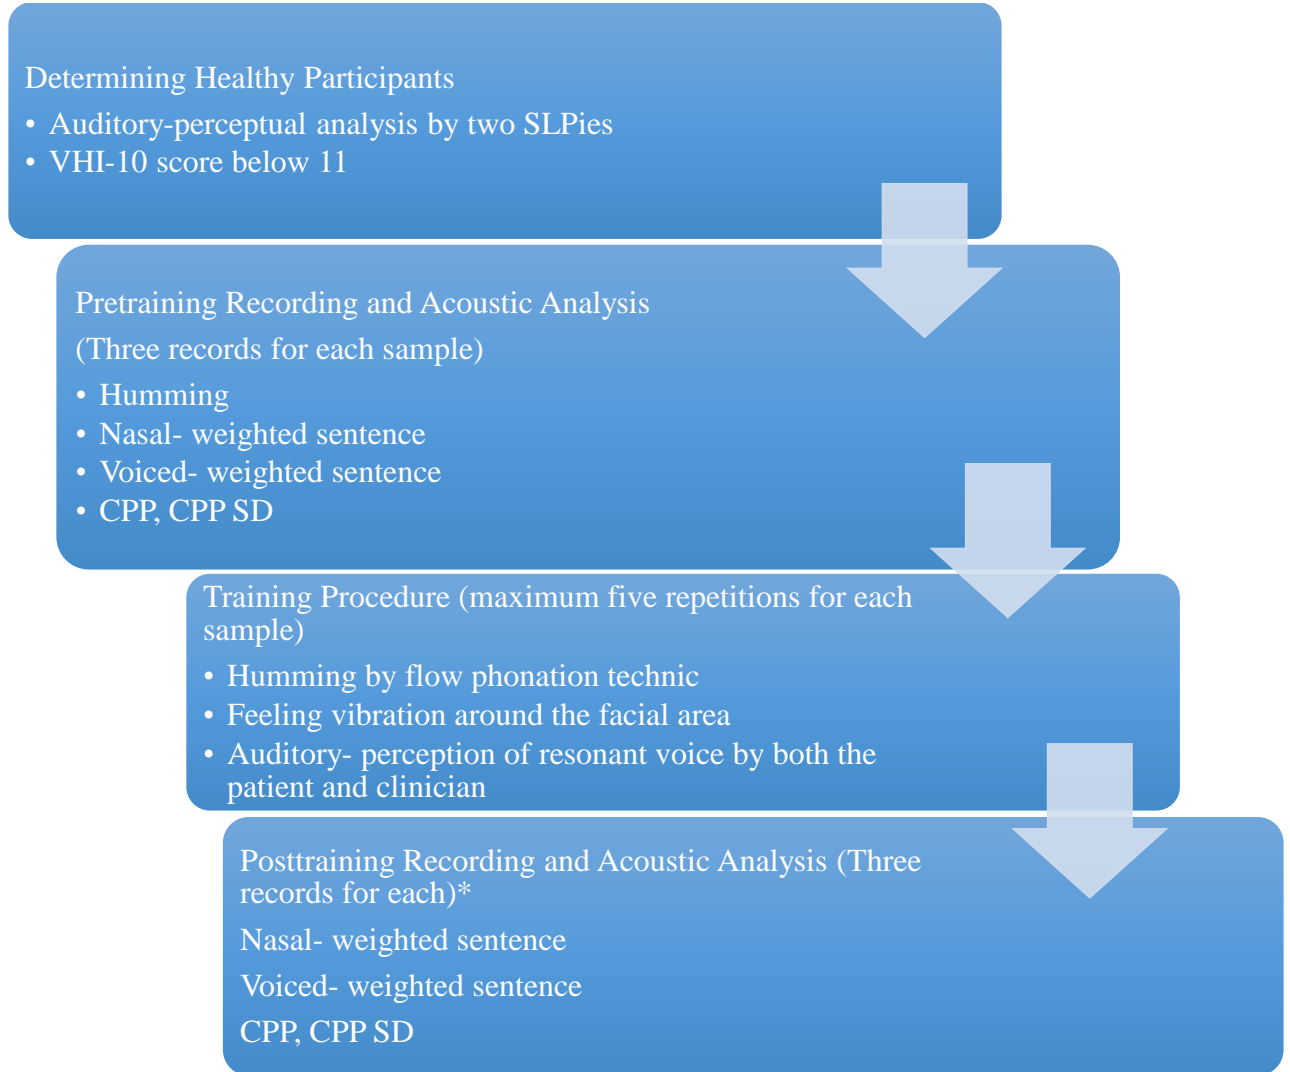 Determining Healthy Participants
• Auditory-perceptual analysis by two SLPies
• VHI-10 score below 11
Pretraining Recording and Acoustic Analysis
(Three records for each sample)
• Humming
• Nasal- weighted sentence
• Voiced- weighted sentence
• CPP, CPP SD
Training Procedure (maximum five repetitions for each
sample)
• Humming by flow phonation technic
• Feeling vibration around the facial area
• Auditory- perception of resonant voice by both the
patient and clinician
Posttraining Recording and Acoustic Analysis (Three
records for each)*
Nasal- weighted sentence
Voiced- weighted sentence
CPP, CPP SD